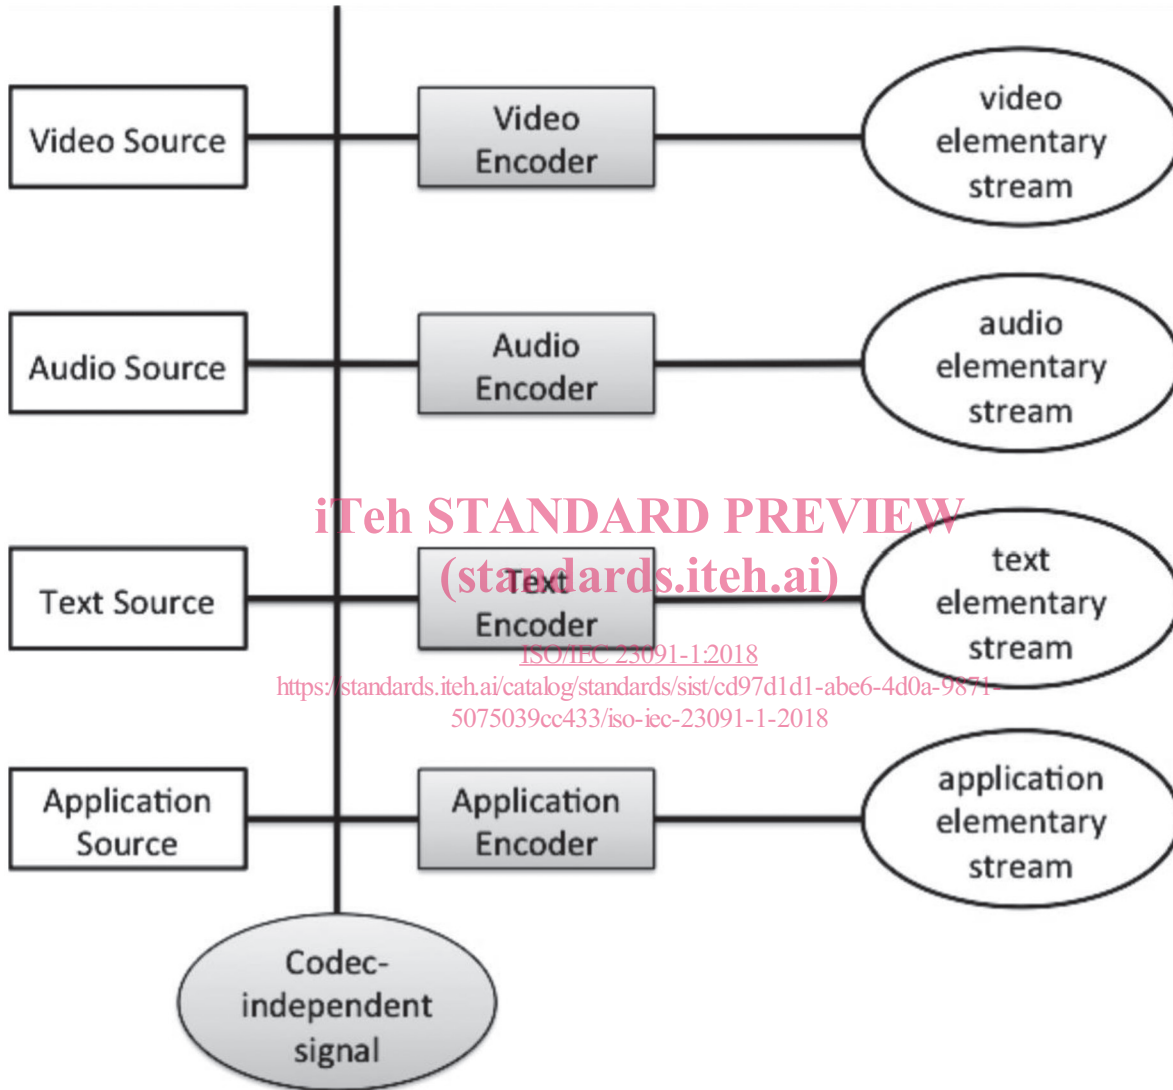 Video Source
Video
Encoder
video
elementary
stream
Audio Source
Audio
Encoder
audio
elementary
stream
iTeh STANDARD PREVIEW
(standards.iteh.ai)
Text Source
Text
Encoder
text
elementary
stream
ISO/IEC 23091-1:2018
https://standards.iteh.ai/catalog/standards/sist/cd97d1d1-abe6-4d0a-9871-
5075039cc433/iso-iec-23091-1-2018
Application
Source
Application
Encoder
application
elementary
stream
Codec-
independent
signal